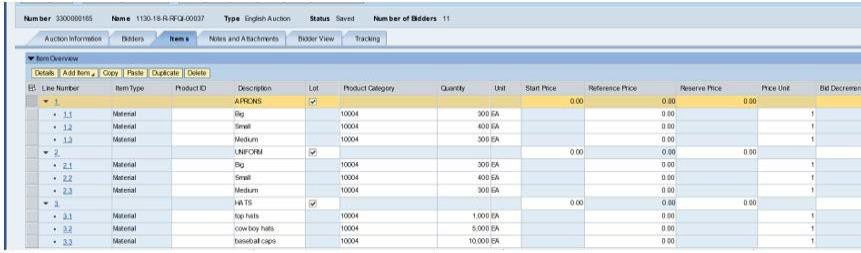 Number 3300000165 Name 1130-18-R-RFQI-00037 Type English Auction Status Saved Number of Bidders 11
Auction Information Bidders Items Notes and Attachments Bidder View Tracking
Item Overview
Details Add Item Copy Paste Duplicate Delete
Line Number Item Type Product ID Description Lot Product Category Quantity Unit Start Price Reference Price Reserve Price Price Unit Bid Decremen
1 APRONS 0.00 0.00 0.00
1.1 Material Big 10004 300 EA 0.00 1
1.2 Material Small 10004 400 EA 0.00 1
1.3 Material Medium 10004 300 EA 0.00 1
2 UNIFORM 0.00 0.00 0.00
2.1 Material Big 10004 300 EA 0.00 1
2.2 Material Small 10004 400 EA 0.00 1
2.3 Material Medium 10004 300 EA 0.00 1
3 HATS 0.00 0.00 0.00
3.1 Material top hats 10004 1,000 EA 0.00 1
3.2 Material cow boy hats 10004 5,000 EA 0.00 1
3.3 Material baseball caps 10004 10,000 EA 0.00 1